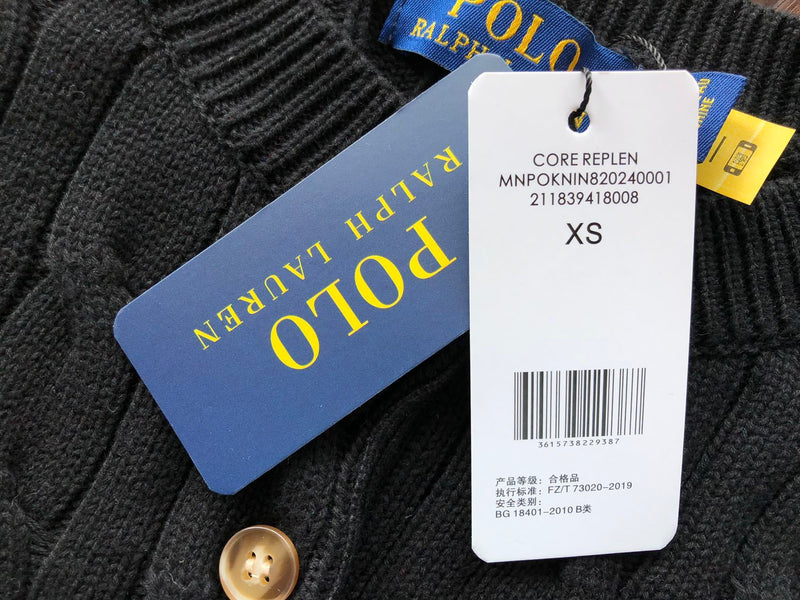 POLO
RALPH
POLO
RALPH LAUREN
CORE REPLEN
MNPOKNIN820240001
211839418008
XS
3615738229387
产品等级: 合格品
执行标准: FZ/T 73020-2019
安全类别:
BG 18401-2010 B类